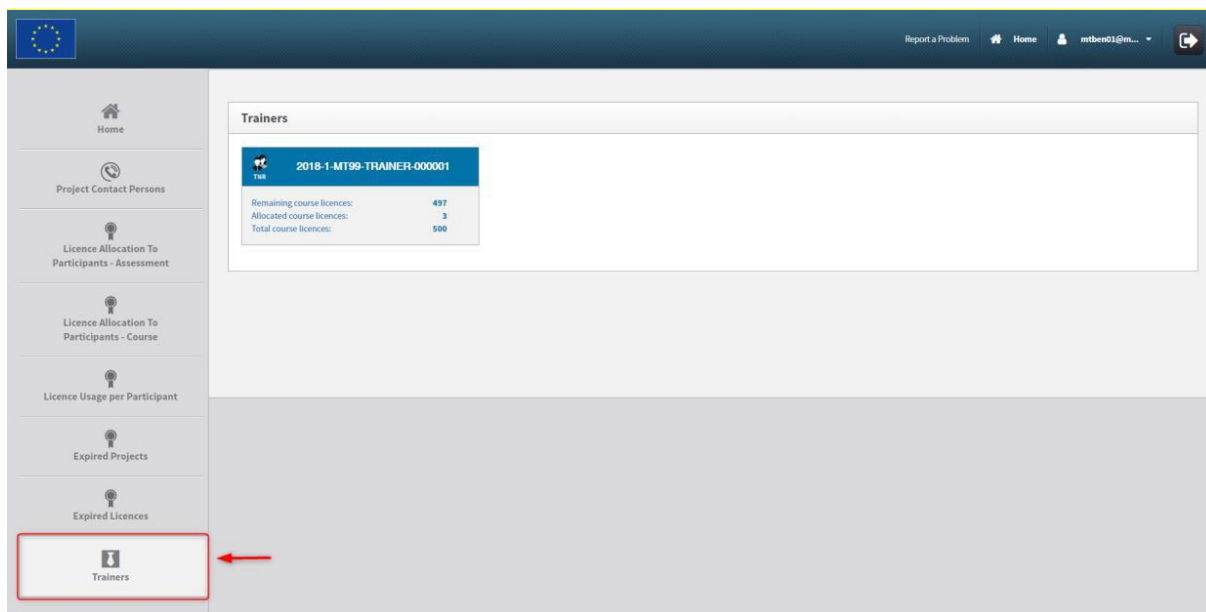 Report a Problem Home mtben01@m...
Home
Project Contact Persons
Licence Allocation To
Participants - Assessment
Licence Allocation To
Participants - Course
Licence Usage per Participant
Expired Projects
Expired Licences
Trainers
Trainers
TNR 2018-1-MT99-TRAINER-000001
Remaining course licences: 497
Allocated course licences: 3
Total course licences: 500